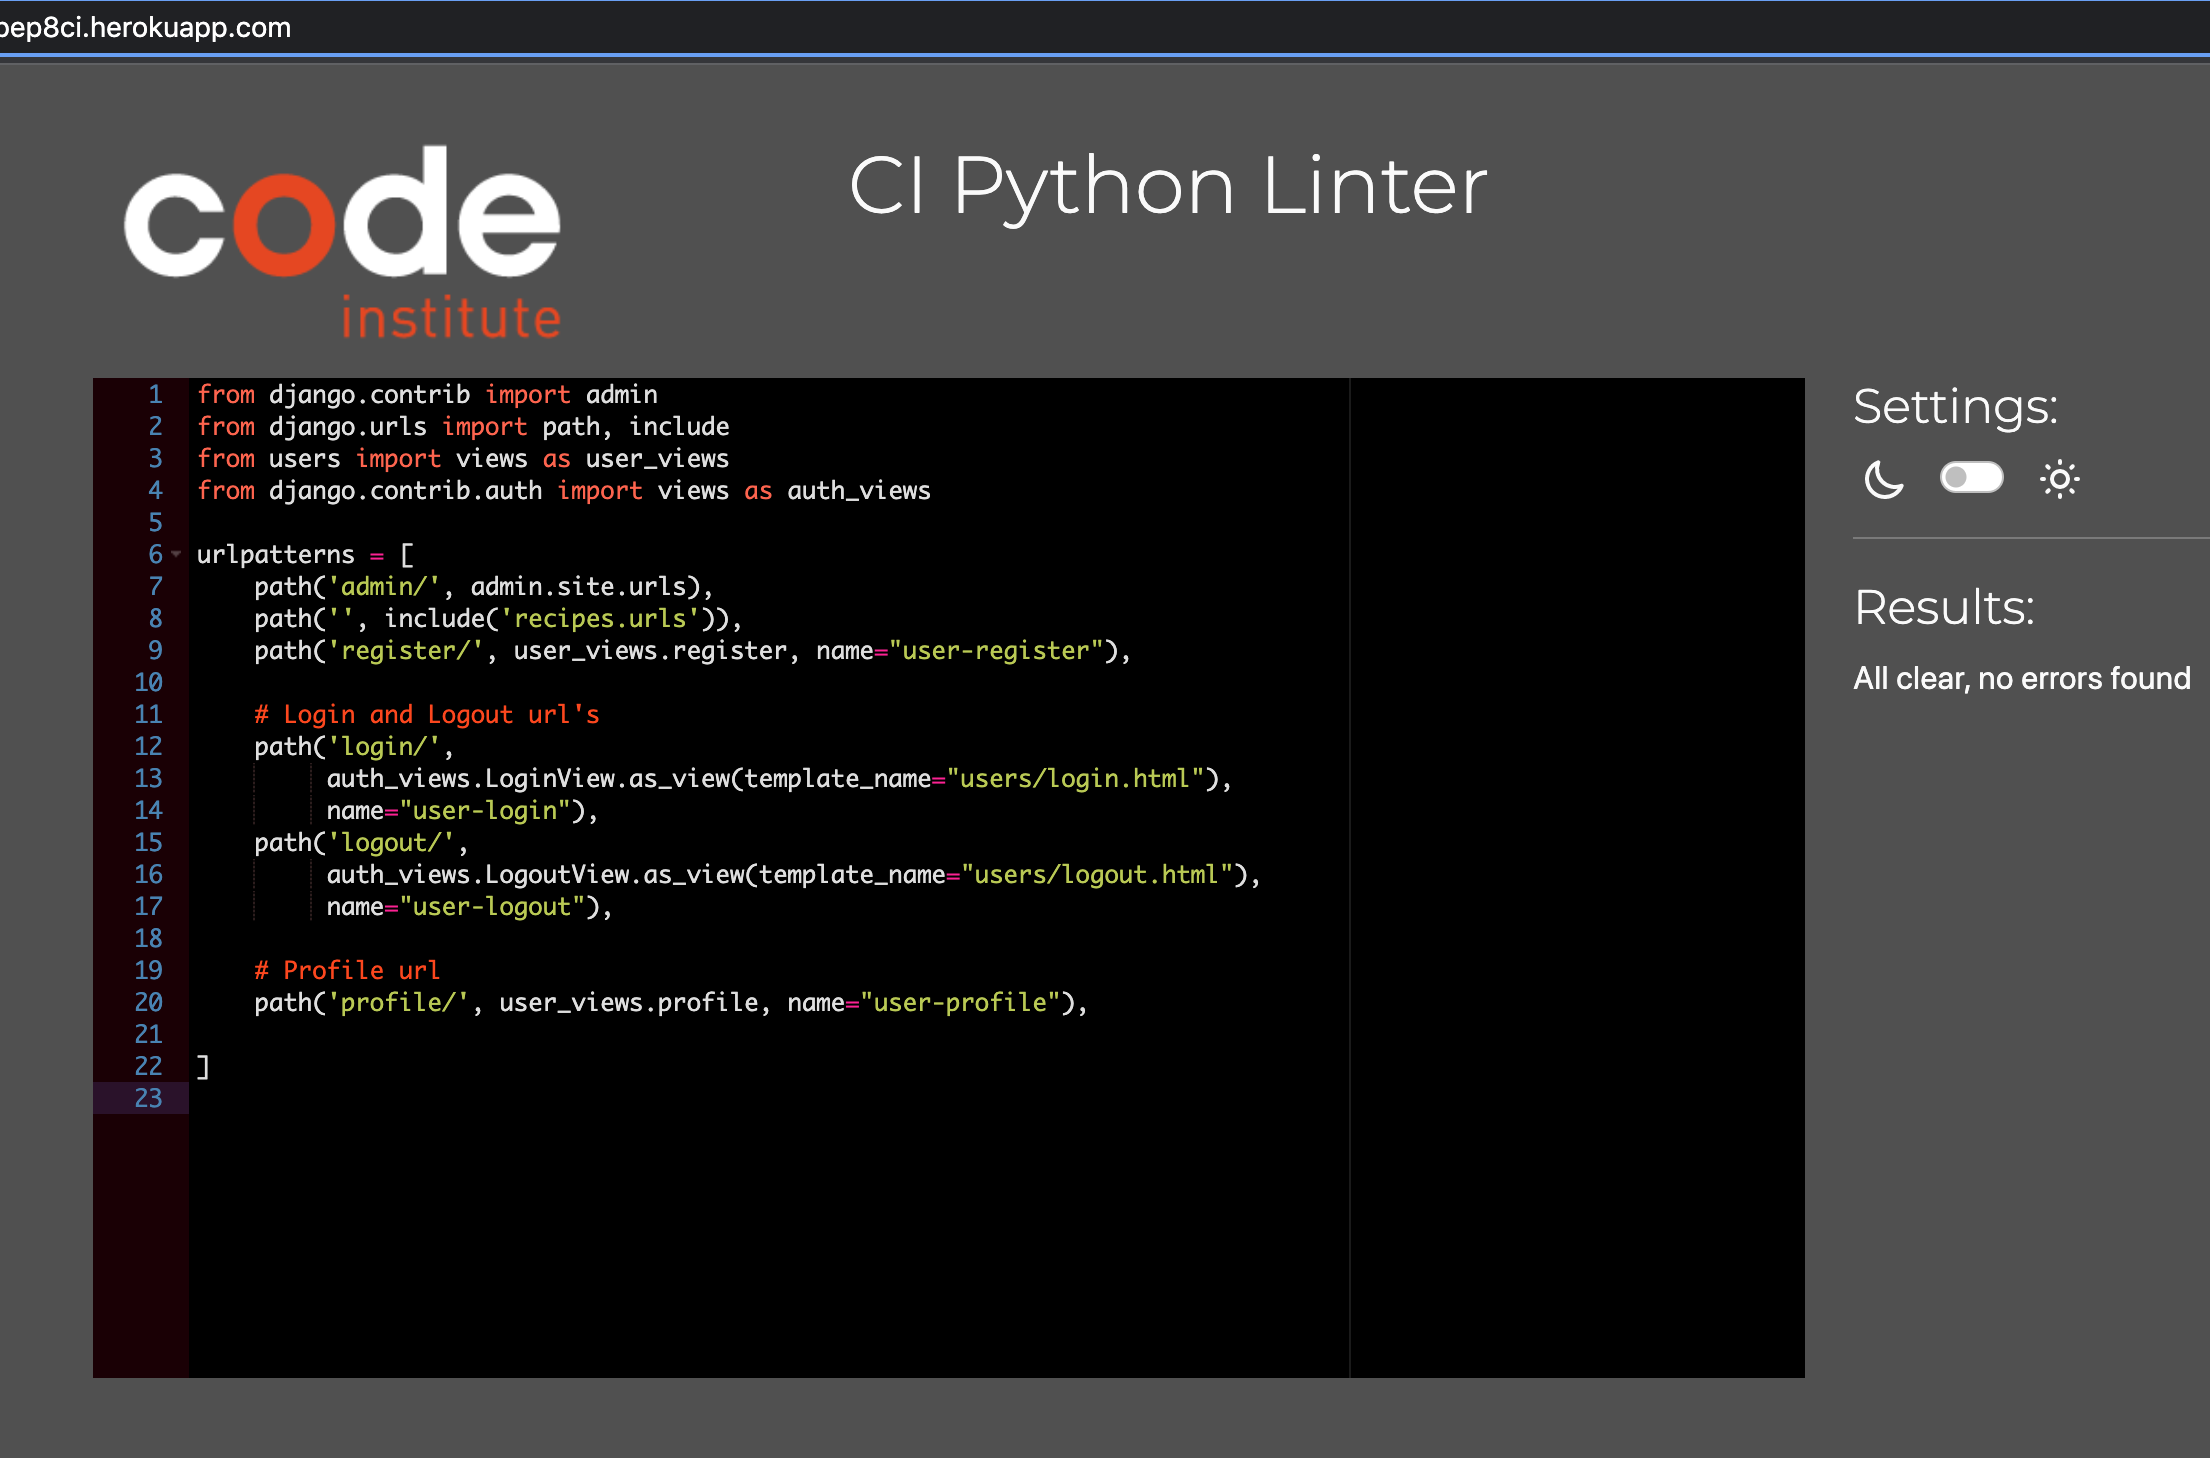 pep8ci.herokuapp.com
code
institute
CI Python Linter
1 from django.contrib import admin
2 from django.urls import path, include
3 from users import views as user_views
4 from django.contrib.auth import views as auth_views
5
6 urlpatterns = [
7     path('admin/', admin.site.urls),
8     path('', include('recipes.urls')),
9     path('register/', user_views.register, name="user-register"),
10
11     # Login and Logout url's
12     path('login/',
13          auth_views.LoginView.as_view(template_name="users/login.html"),
14          name="user-login"),
15     path('logout/',
16          auth_views.LogoutView.as_view(template_name="users/logout.html"),
17          name="user-logout"),
18
19     # Profile url
20     path('profile/', user_views.profile, name="user-profile"),
21
22 ]
23
Settings:
Results:
All clear, no errors found